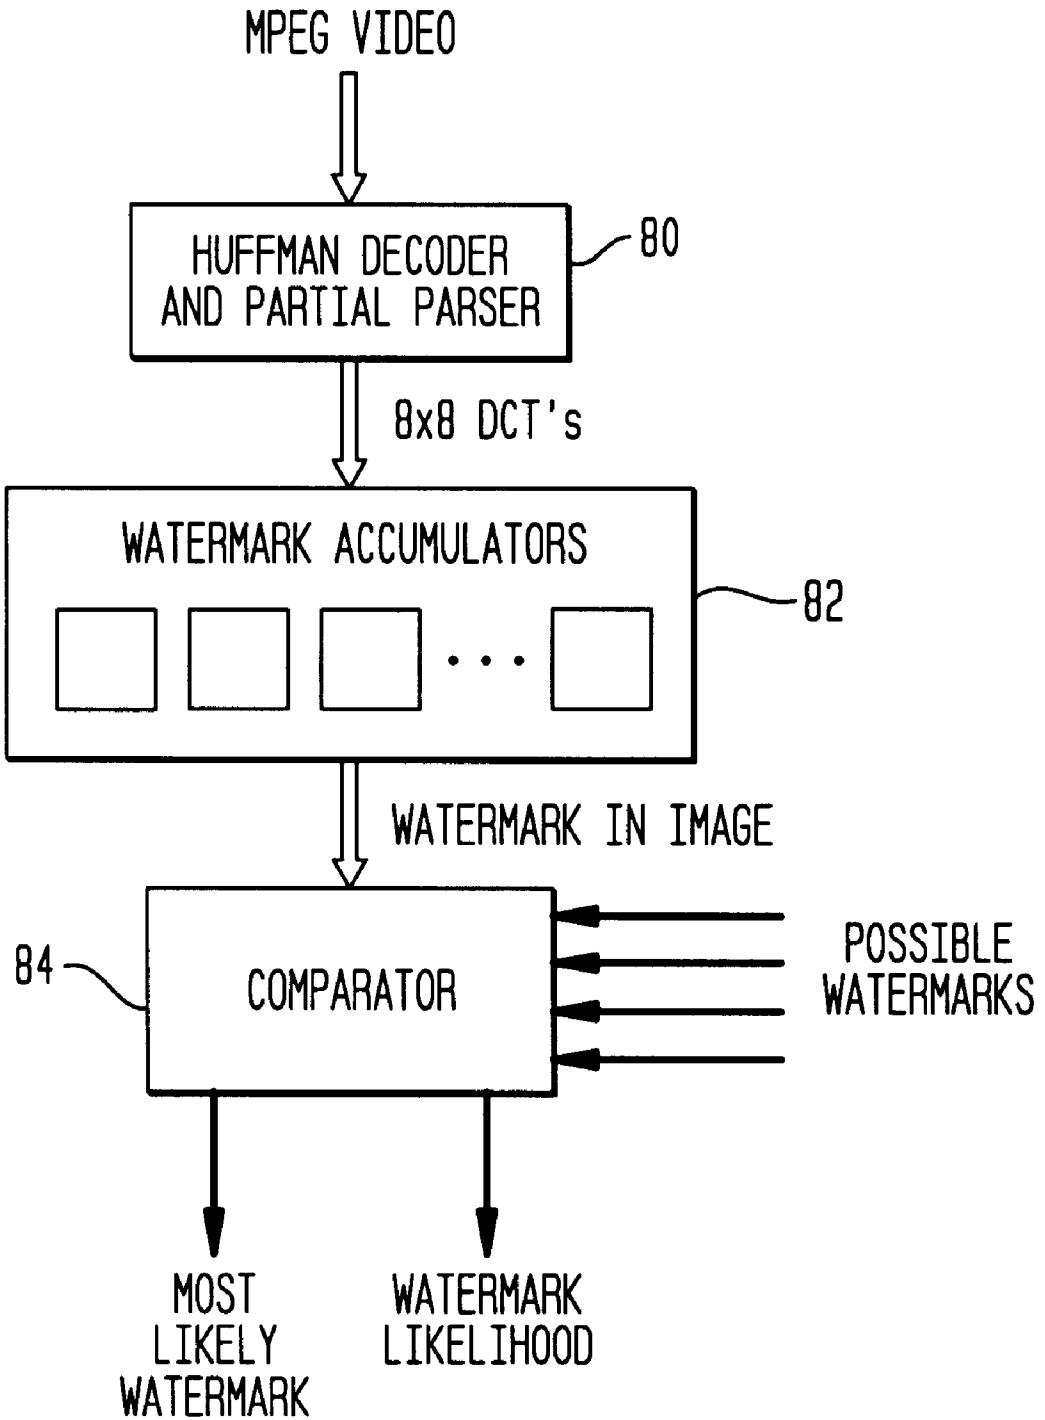 MPEG VIDEO
HUFFMAN DECODER
AND PARTIAL PARSER
80
8x8 DCT's
WATERMARK ACCUMULATORS
82
WATERMARK IN IMAGE
84
COMPARATOR
POSSIBLE
WATERMARKS
MOST
LIKELY
WATERMARK
WATERMARK
LIKELIHOOD